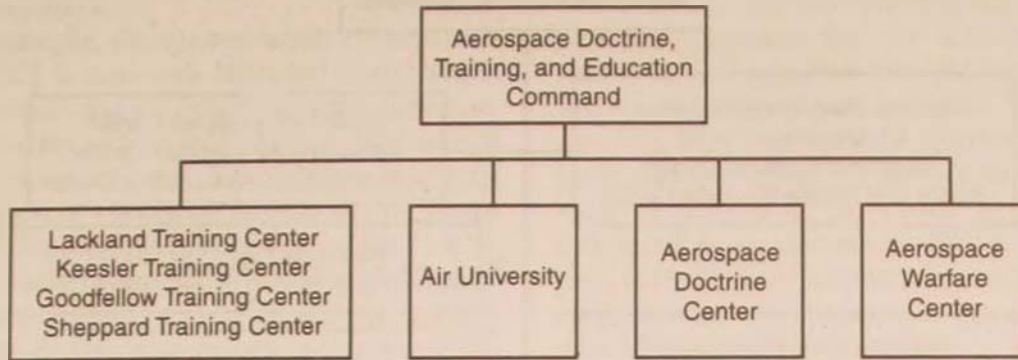 Aerospace Doctrine,
Training, and Education
Command
Lackland Training Center
Keesler Training Center
Goodfellow Training Center
Sheppard Training Center
Air University
Aerospace
Doctrine
Center
Aerospace
Warfare
Center